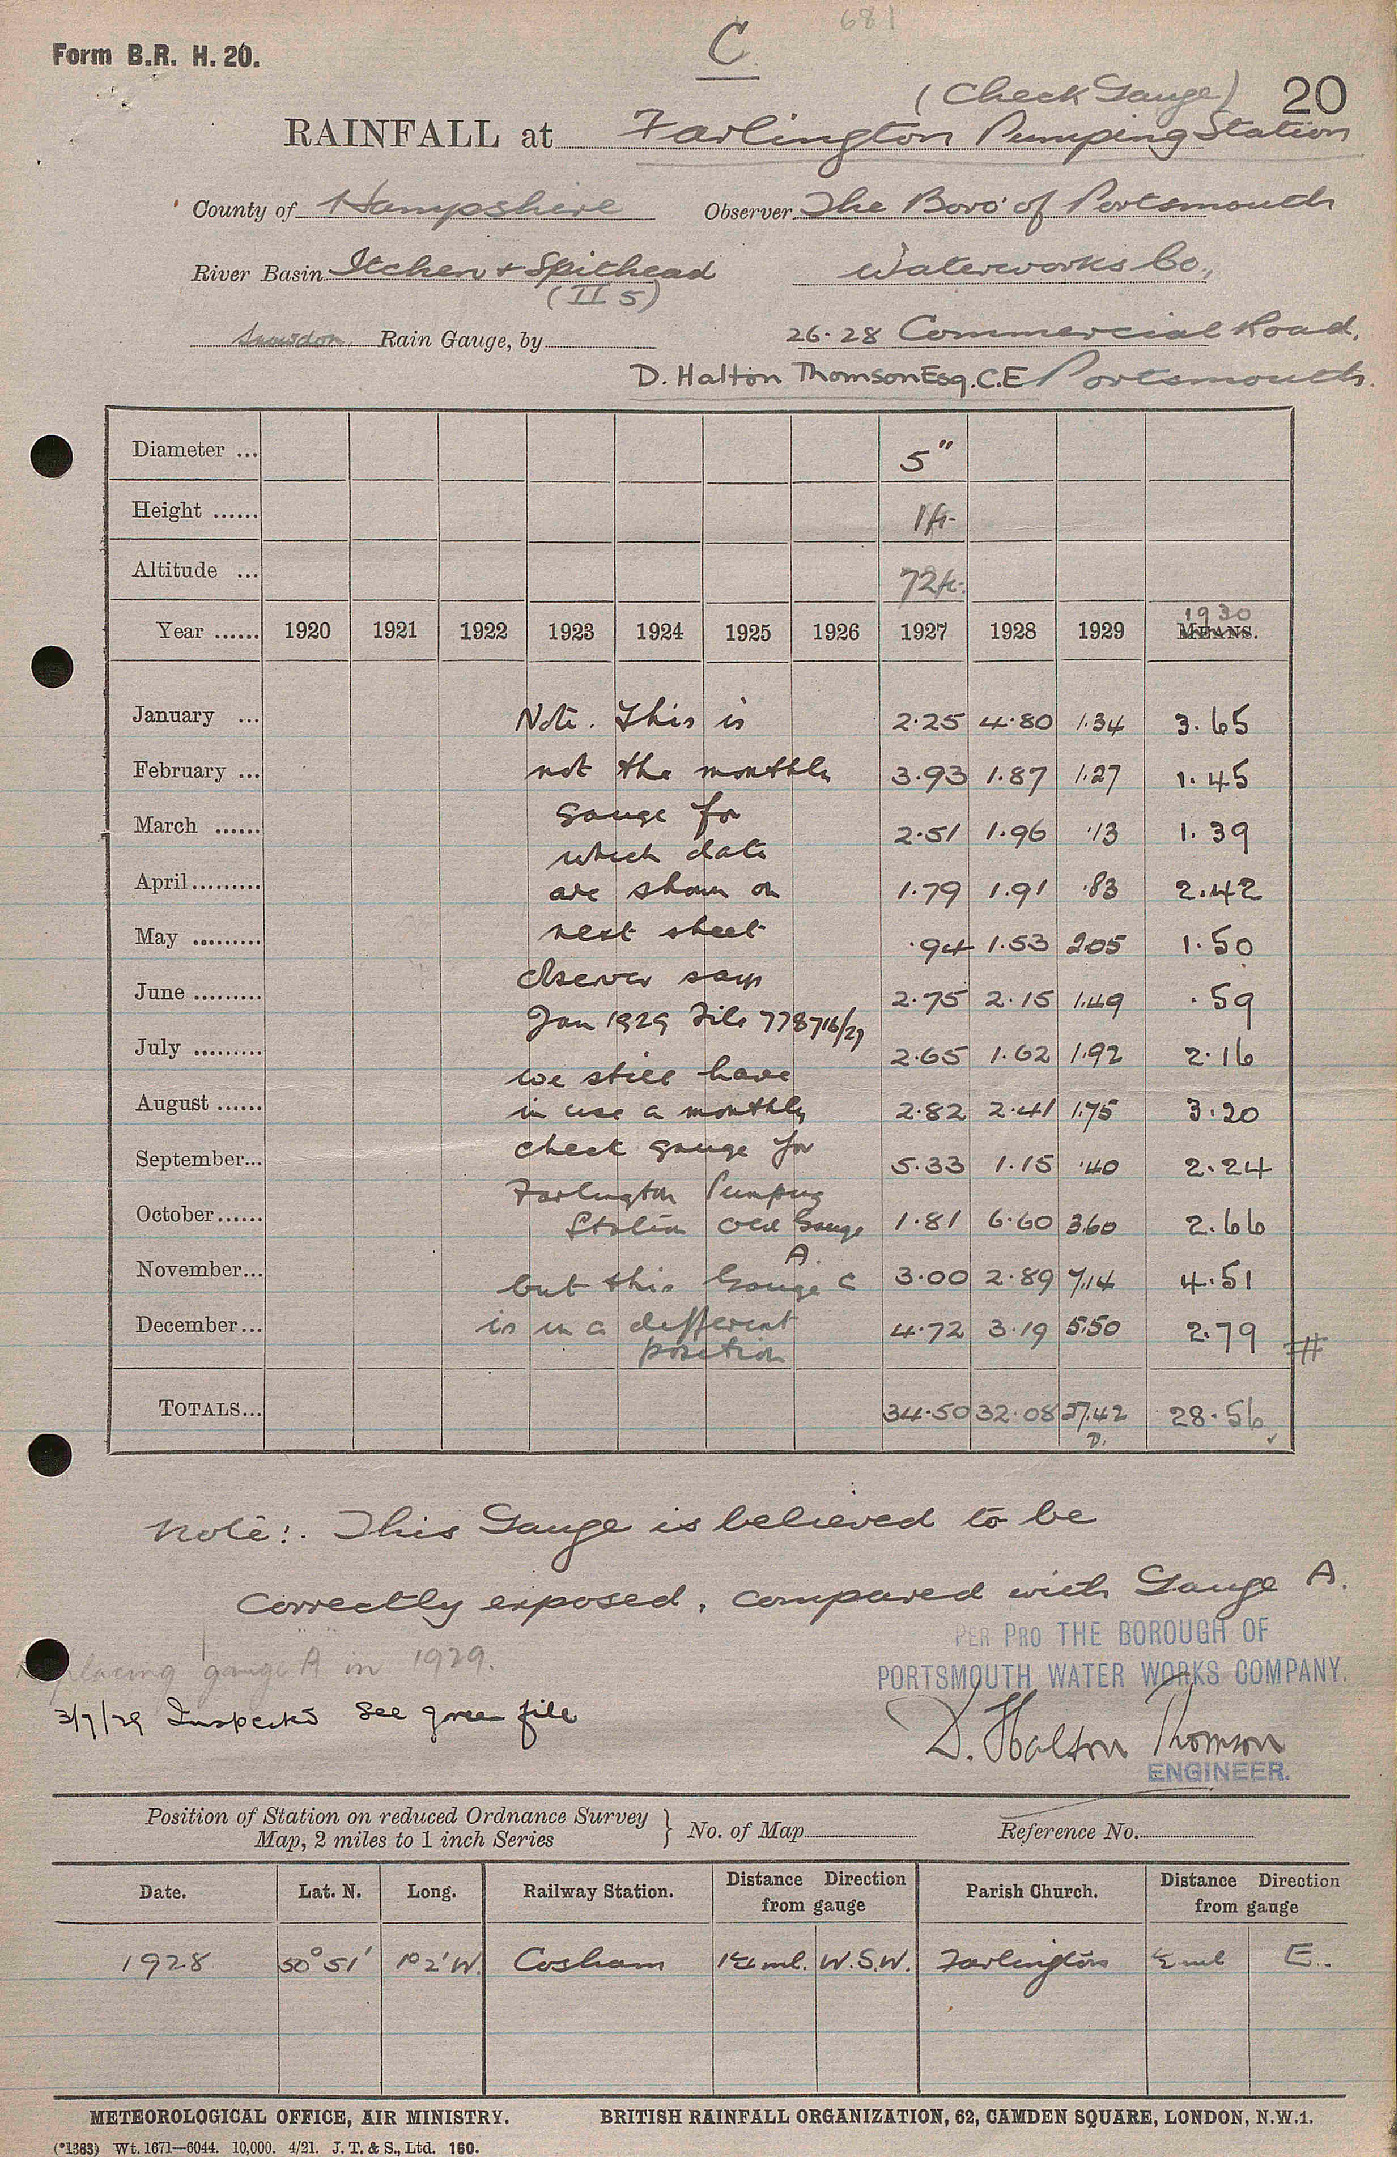 681
Form B.R. H. 20.
C
(Check Gauge) 20
RAINFALL at Farlington Pumping Station
County of Hampshire Observer The Boro' of Portsmouth
River Basin Itchen + Spithead Waterworks Co.,
(II 5)
Snowdon Rain Gauge, by 26-28 Commercial Road.
D. Halton Thomson Esq. C.E Portsmouth.
Diameter ... 5"
Height ...... 1ft.
Altitude ... 72ft.
Year ...... 1920 1921 1922 1923 1924 1925 1926 1927 1928 1929 1930 MEANS.
January ... 2.25 4.80 1.34 3.65
February ... 3.93 1.87 1.27 1.45
March ...... 2.51 1.96 .13 1.39
April......... 1.79 1.91 .83 2.42
May ......... .94 1.53 2.05 1.50
June ......... 2.75 2.15 1.49 .59
July ......... 2.65 1.62 1.92 2.16
August ...... 2.82 2.41 1.75 3.20
September... 5.33 1.15 .40 2.24
October...... 1.81 6.60 3.60 2.66
November... 3.00 2.89 7.14 4.51
December... 4.72 3.19 5.50 2.79 #
TOTALS... 34.50 32.08 27.42 28.56
Note. This is
not the monthly
gauge for
which data
are shown on
next sheet
Observer says
Jan 1929 File 778716/27
we still have
in use a monthly
check gauge for
Farlington Pumping
Station Old Gauge
A.
but this Gauge C
is in a different
position
Note:. This Gauge is believed to be
correctly exposed, compared with Gauge A.
PER PRO THE BOROUGH OF
PORTSMOUTH WATER WORKS COMPANY.
gauge A in 1929.
3/7/29 Inspected See green file
D. Halton Thomson
ENGINEER.
Position of Station on reduced Ordnance Survey
Map, 2 miles to 1 inch Series } No. of Map Reference No.
Date. Lat. N. Long. Railway Station. Distance Direction from gauge Parish Church. Distance Direction from gauge
1928 50° 51' 1° 2' W. Cosham ml. W.S.W. Farlington ½ ml E.
METEOROLOGICAL OFFICE, AIR MINISTRY. BRITISH RAINFALL ORGANIZATION, 62, CAMDEN SQUARE, LONDON, N.W.1.
(*1383) Wt. 1671—6044. 10,000. 4/21. J. T. & S., Ltd. 160.